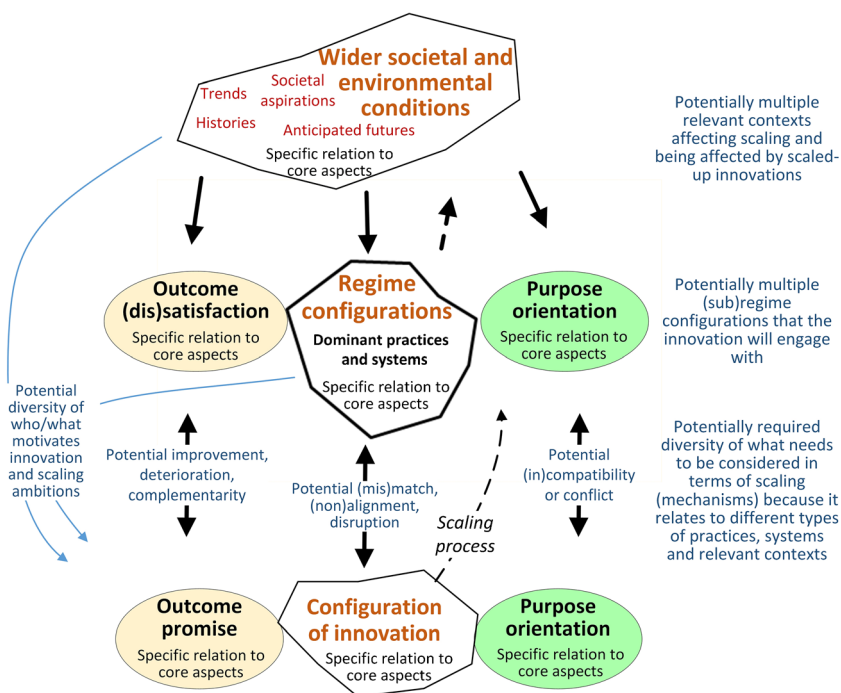 Wider societal and
environmental
conditions
Trends
Societal
aspirations
Histories
Anticipated futures
Specific relation to
core aspects
Potentially multiple
relevant contexts
affecting scaling and
being affected by scaled-
up innovations
Outcome
(dis)satisfaction
Specific relation to
core aspects
Regime
configurations
Dominant practices
and systems
Specific relation to
core aspects
Purpose
orientation
Specific relation to
core aspects
Potentially multiple
(sub)regime
configurations that the
innovation will engage
with
Potential
diversity of
who/what
motivates
innovation
and scaling
ambitions
Potential improvement,
deterioration,
complementarity
Potential (mis)match,
(non)alignment,
disruption
Scaling
process
Potential
(in)compatibility
or conflict
Potentially required
diversity of what needs
to be considered in
terms of scaling
(mechanisms) because it
relates to different types
of practices, systems
and relevant contexts
Outcome
promise
Specific relation to
core aspects
Configuration
of innovation
Specific relation to
core aspects
Purpose
orientation
Specific relation to
core aspects